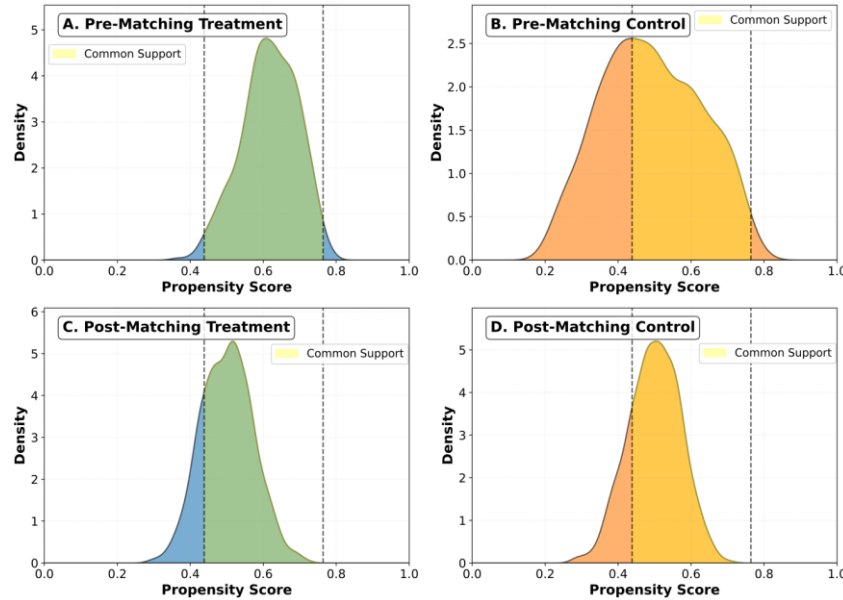 A. Pre-Matching Treatment
Common Support
Density
5
4
3
2
1
0
0.0 0.2 0.4 0.6 0.8 1.0
Propensity Score
B. Pre-Matching Control
Common Support
Density
2.5
2.0
1.5
1.0
0.5
0.0
0.0 0.2 0.4 0.6 0.8 1.0
Propensity Score
C. Post-Matching Treatment
Common Support
Density
6
5
4
3
2
1
0
0.0 0.2 0.4 0.6 0.8 1.0
Propensity Score
D. Post-Matching Control
Common Support
Density
5
4
3
2
1
0
0.0 0.2 0.4 0.6 0.8 1.0
Propensity Score